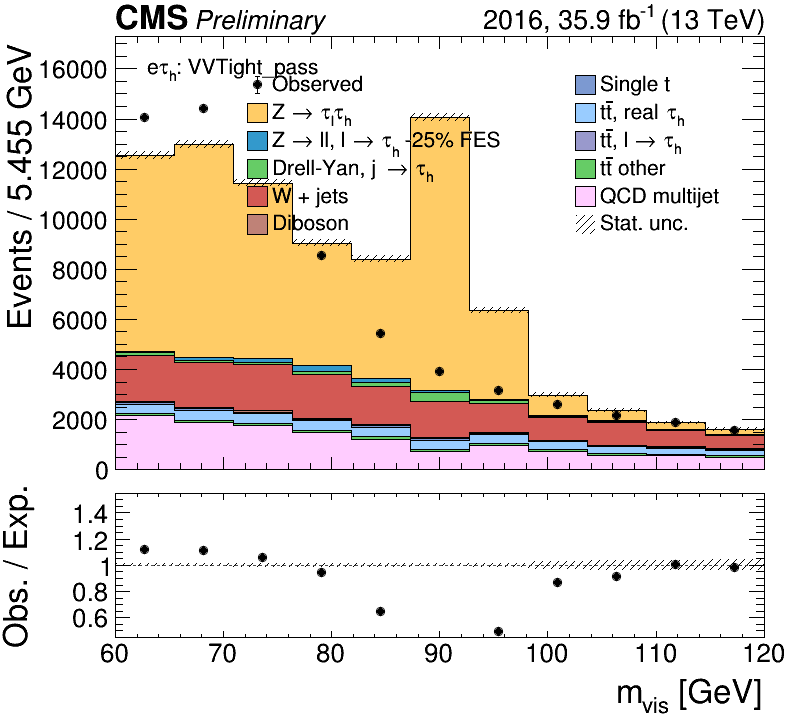 CMS Preliminary 2016, 35.9 fb⁻¹ (13 TeV)
Events / 5.455 GeV
16000
14000
12000
10000
8000
6000
4000
2000
0
eτₕ: VVTight_pass
Observed
Z → τₗτₕ
Z → ll, l → τₕ -25% FES
Drell-Yan, j → τₕ
W + jets
Diboson
Single t
tt̄, real τₕ
tt̄, l → τₕ
tt̄ other
QCD multijet
Stat. unc.
Obs. / Exp.
1.4
1.2
1
0.8
0.6
60 70 80 90 100 110 120
m_vis [GeV]